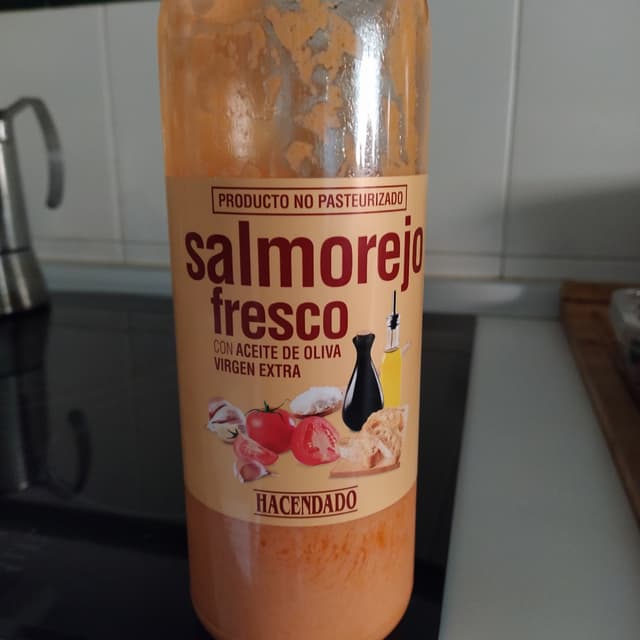 PRODUCTO NO PASTEURIZADO
salmorejo
fresco
CON ACEITE DE OLIVA
VIRGEN EXTRA
HACENDADO